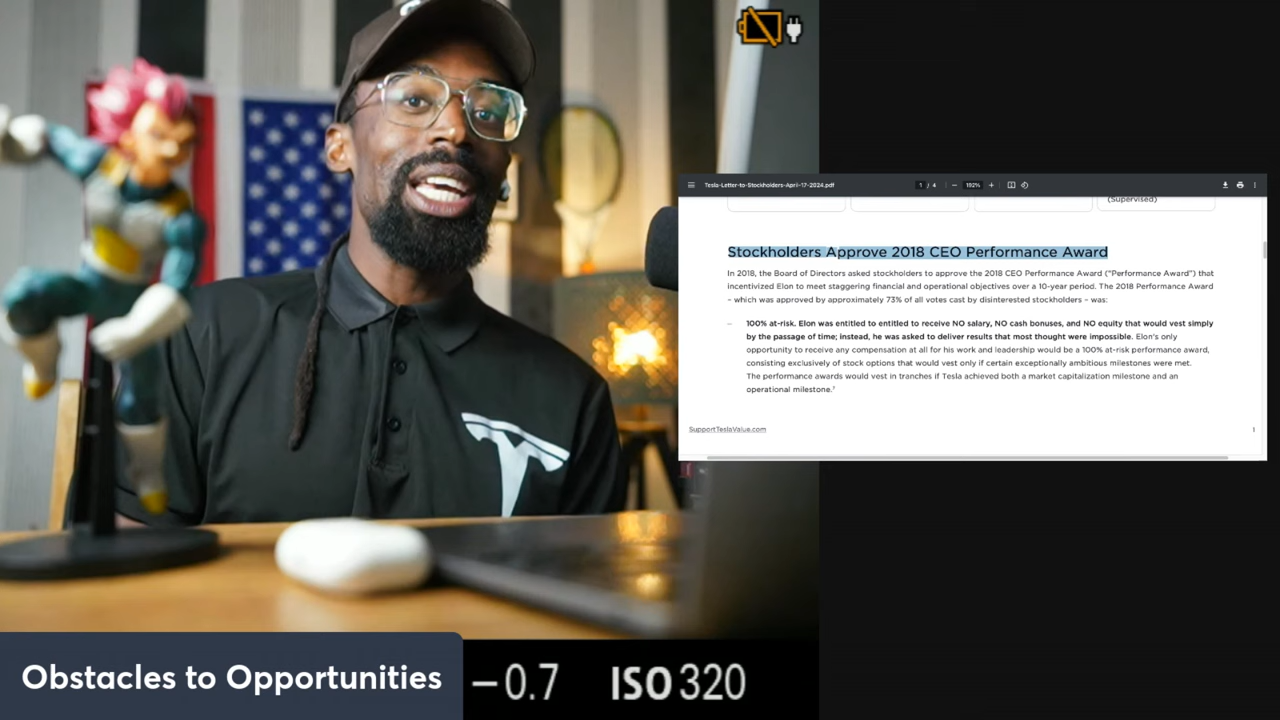 Tesla-Letter-to-Stockholders-April-17-2024.pdf
1 / 4
192%
(Supervised)
Stockholders Approve 2018 CEO Performance Award
In 2018, the Board of Directors asked stockholders to approve the 2018 CEO Performance Award (“Performance Award”) that
incentivized Elon to meet staggering financial and operational objectives over a 10-year period. The 2018 Performance Award
– which was approved by approximately 73% of all votes cast by disinterested stockholders – was:
– 100% at-risk. Elon was entitled to entitled to receive NO salary, NO cash bonuses, and NO equity that would vest simply
by the passage of time; instead, he was asked to deliver results that most thought were impossible. Elon's only
opportunity to receive any compensation at all for his work and leadership would be a 100% at-risk performance award,
consisting exclusively of stock options that would vest only if certain exceptionally ambitious milestones were met.
The performance awards would vest in tranches if Tesla achieved both a market capitalization milestone and an
operational milestone.
SupportTeslaValue.com
1
Obstacles to Opportunities
–0.7
ISO 320